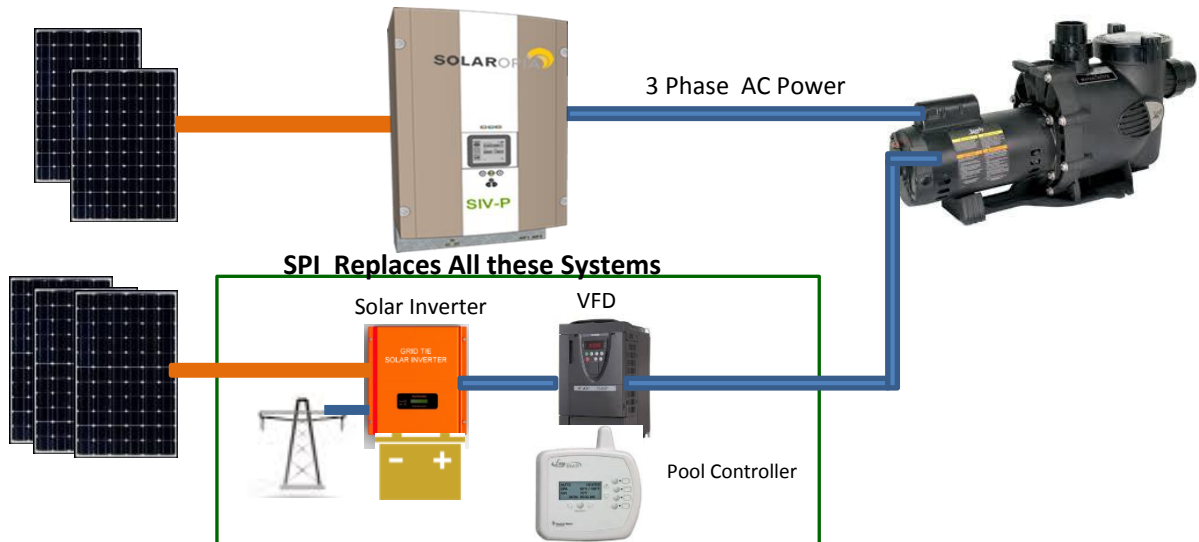 SOLAROPIA
3 Phase AC Power
SIV-P
SPI Replaces All these Systems
Solar Inverter
VFD
GRID TIE
SOLAR INVERTER
Pool Controller